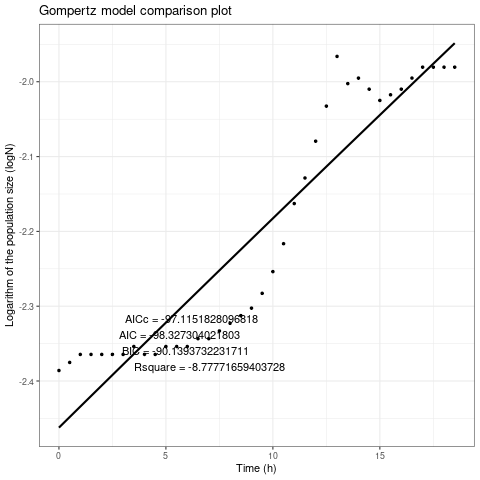 Gompertz model comparison plot
Logarithm of the population size (logN)
-2.0
-2.1
-2.2
-2.3
-2.4
AICc = -97.1151828096818
AIC = -98.327304021803
BIC = -90.1393732231711
Rsquare = -8.77771659403728
0 5 10 15
Time (h)